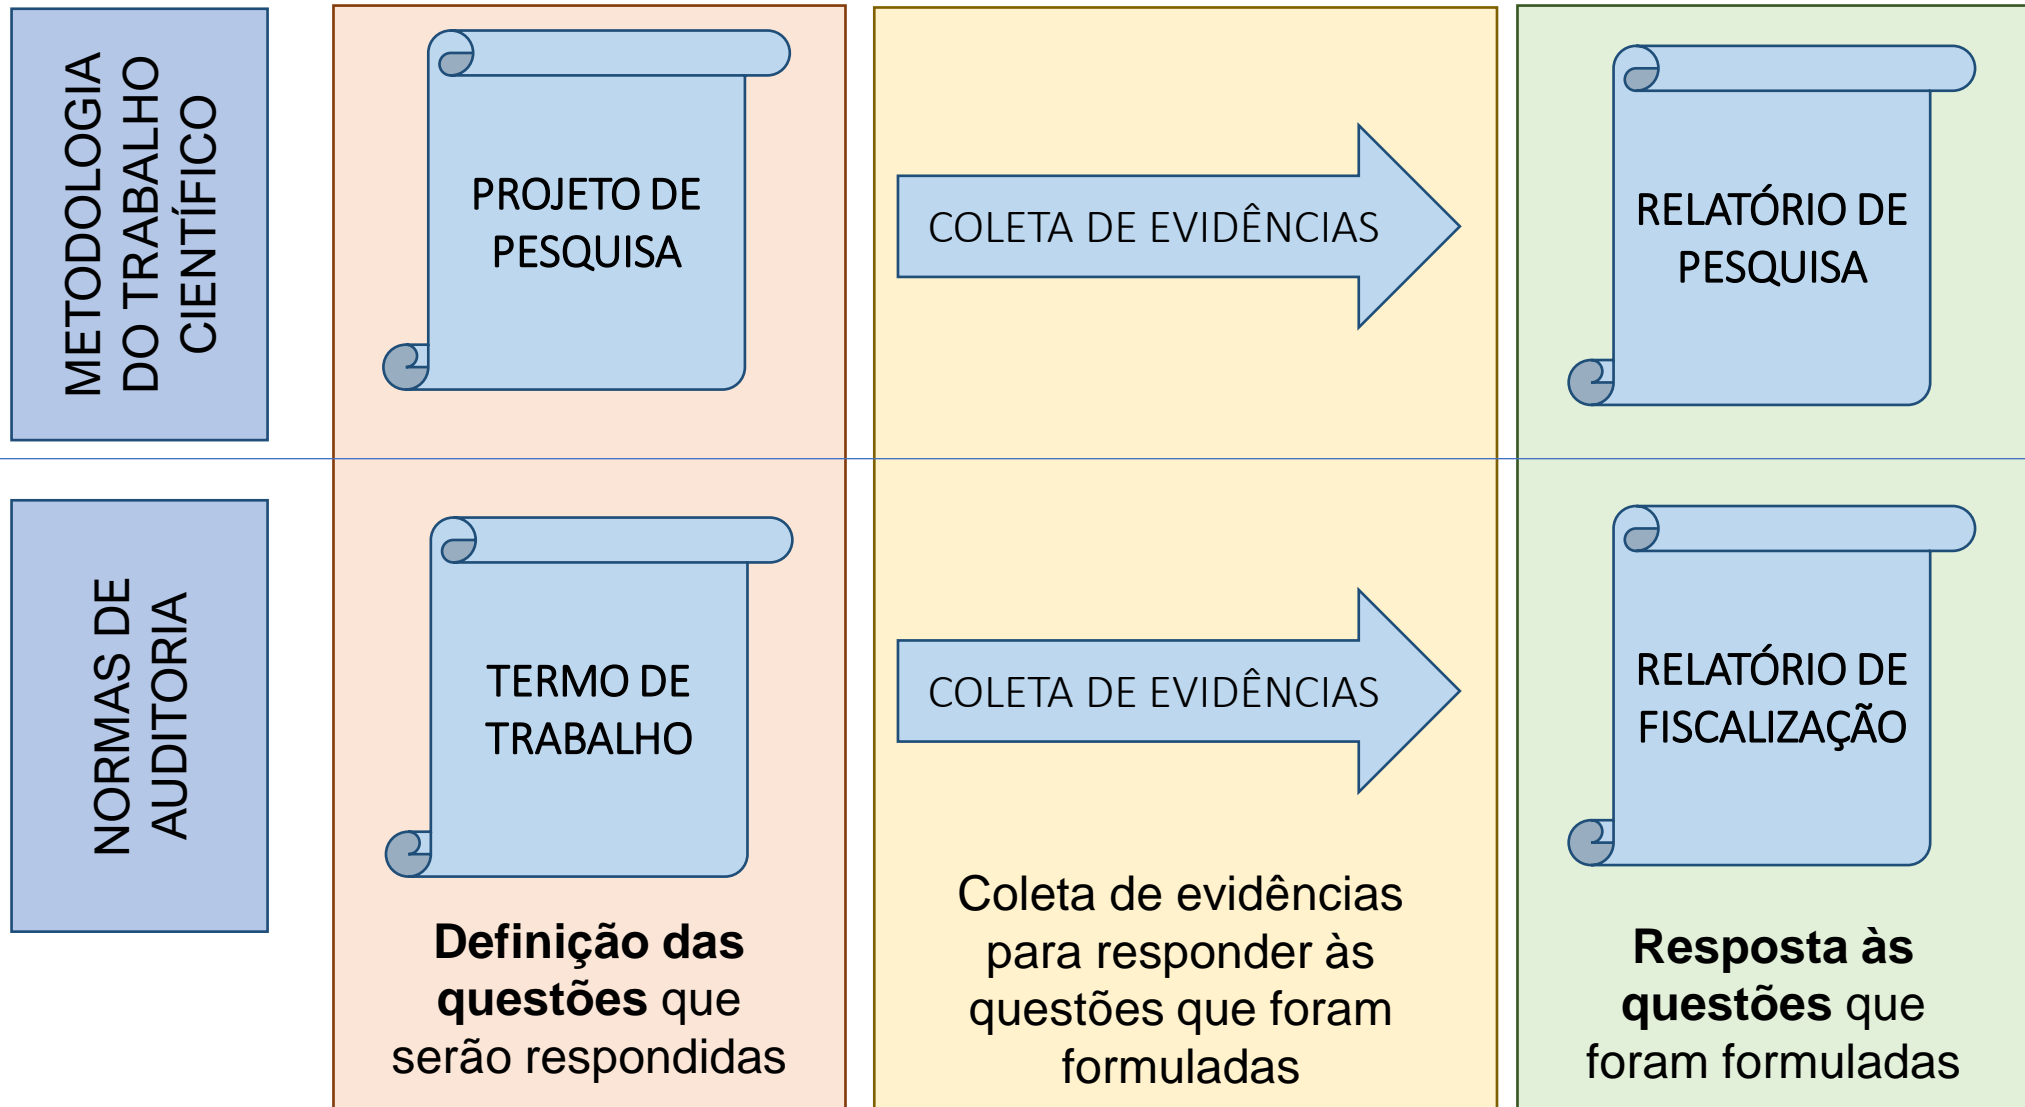 METODOLOGIA
DO TRABALHO
CIENTÍFICO
PROJETO DE
PESQUISA
COLETA DE EVIDÊNCIAS
RELATÓRIO DE
PESQUISA
NORMAS DE
AUDITORIA
TERMO DE
TRABALHO
COLETA DE EVIDÊNCIAS
RELATÓRIO DE
FISCALIZAÇÃO
Definição das
questões que
serão respondidas
Coleta de evidências
para responder às
questões que foram
formuladas
Resposta às
questões que
foram formuladas